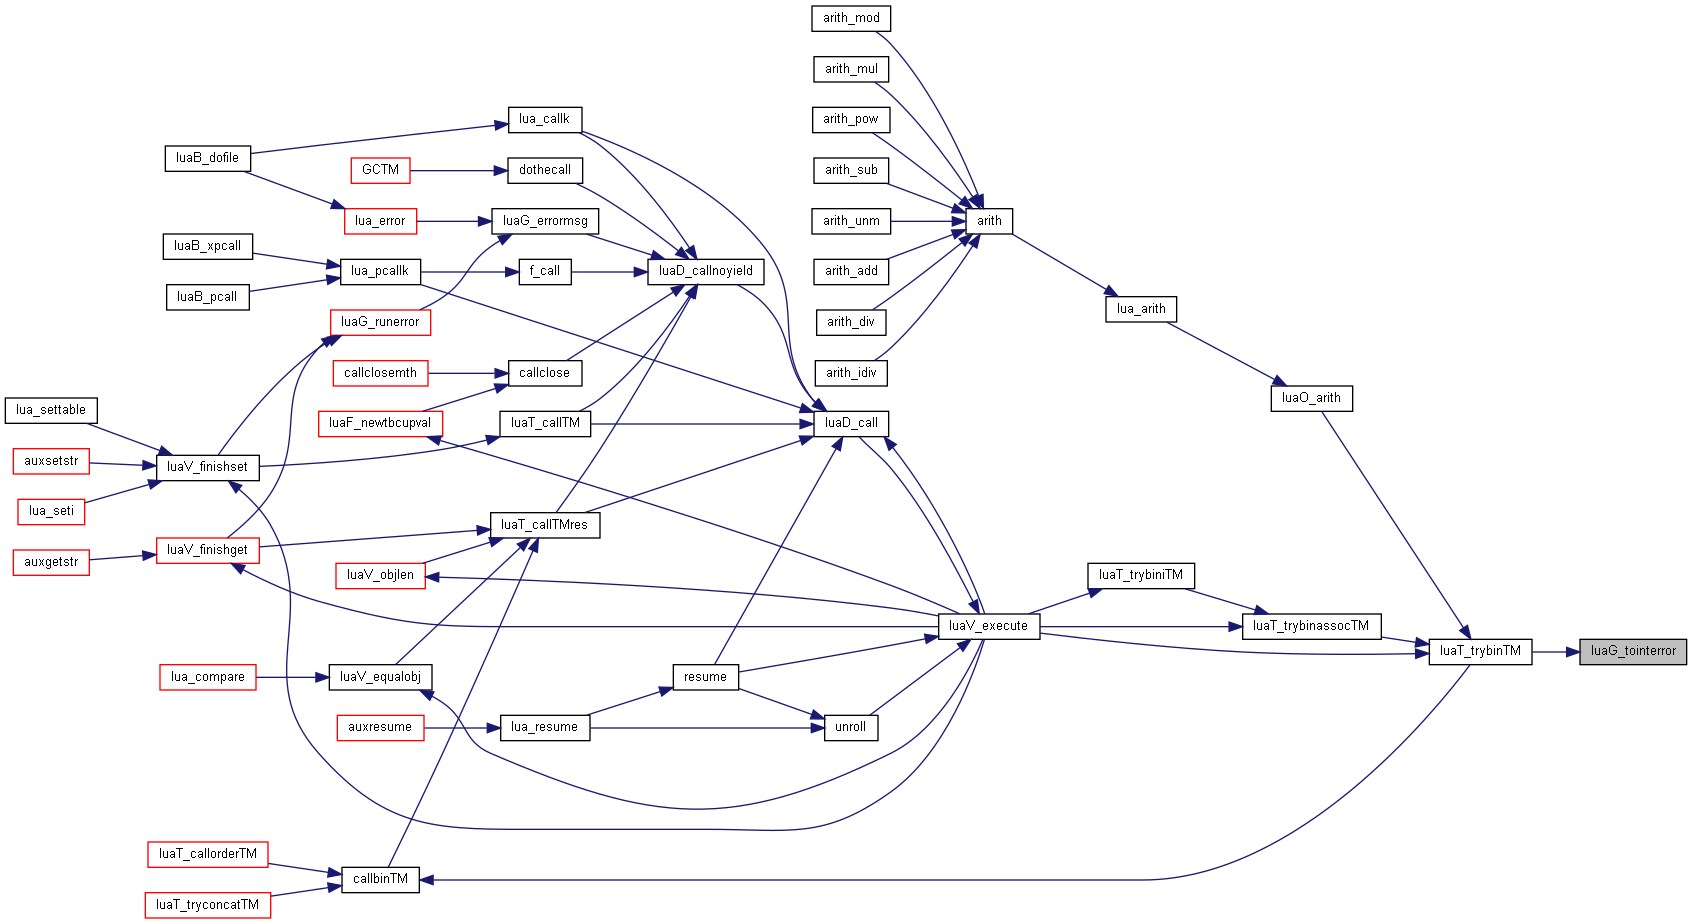 arith_mod
arith_mul
lua_callk
arith_pow
luaB_dofile
GCTM
dothecall
arith_sub
lua_error
luaG_errormsg
arith_unm
arith
luaB_xpcall
lua_pcallk
f_call
luaD_callnoyield
arith_add
luaB_pcall
lua_arith
luaG_runerror
arith_div
callclosemth
callclose
arith_idiv
luaO_arith
lua_settable
luaF_newtbcupval
luaT_callTM
luaD_call
auxsetstr
luaV_finishset
lua_seti
luaT_callTMres
luaV_finishget
auxgetstr
luaV_objlen
luaT_trybiniTM
luaV_execute
luaT_trybinassocTM
luaT_trybinTM
luaG_tointerror
lua_compare
luaV_equalobj
resume
auxresume
lua_resume
unroll
luaT_callorderTM
callbinTM
luaT_tryconcatTM